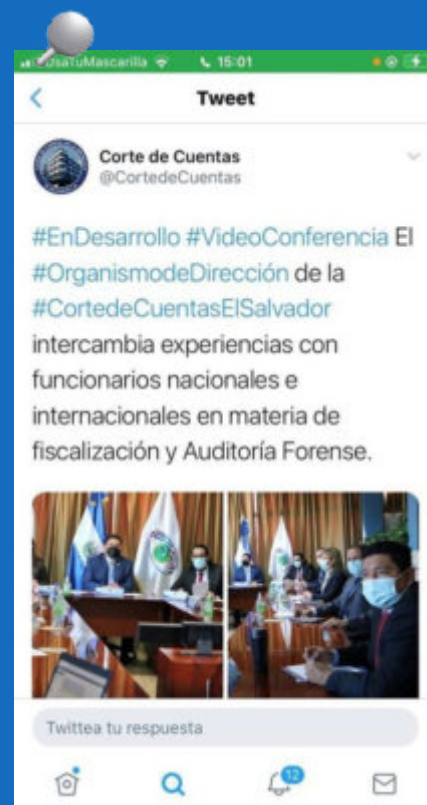 UsaTuMascarilla 15:01
Tweet
Corte de Cuentas
@CortedeCuentas
#EnDesarrollo #VideoConferencia El
#OrganismodeDirección de la
#CortedeCuentasElSalvador
intercambia experiencias con
funcionarios nacionales e
internacionales en materia de
fiscalización y Auditoría Forense.
Twittea tu respuesta
12